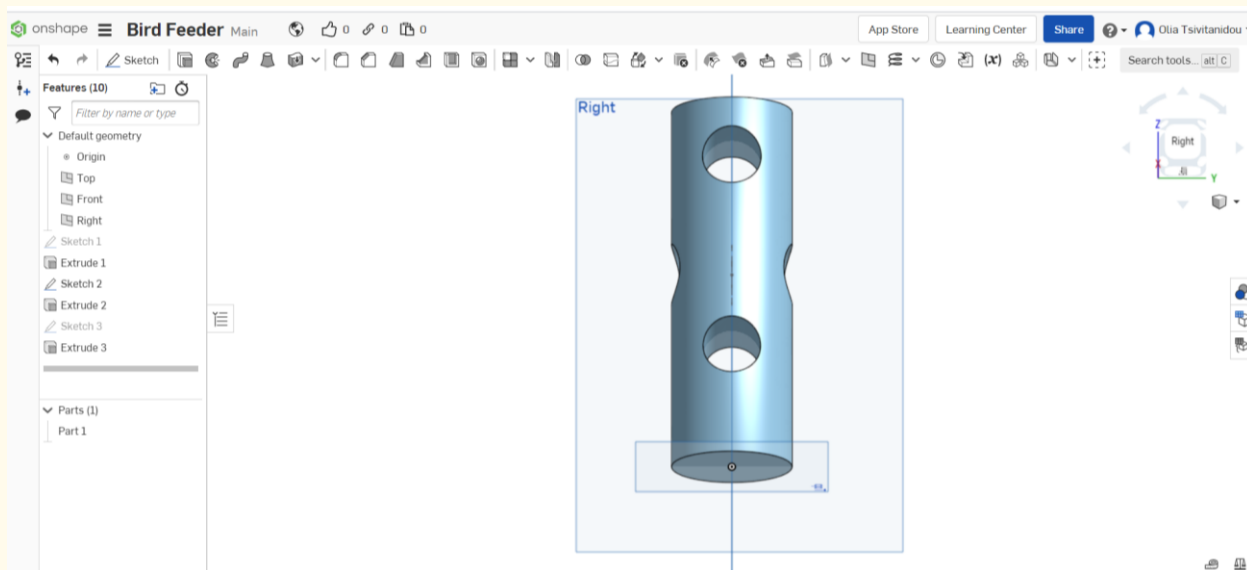 onshape Bird Feeder Main 0 0 0 App Store Learning Center Share Olia Tsivitanidou
Sketch (x) Search tools... alt C
Features (10)
Filter by name or type
Default geometry
Origin
Top
Front
Right
Sketch 1
Extrude 1
Sketch 2
Extrude 2
Sketch 3
Extrude 3
Parts (1)
Part 1
Right
Z
Right
Y